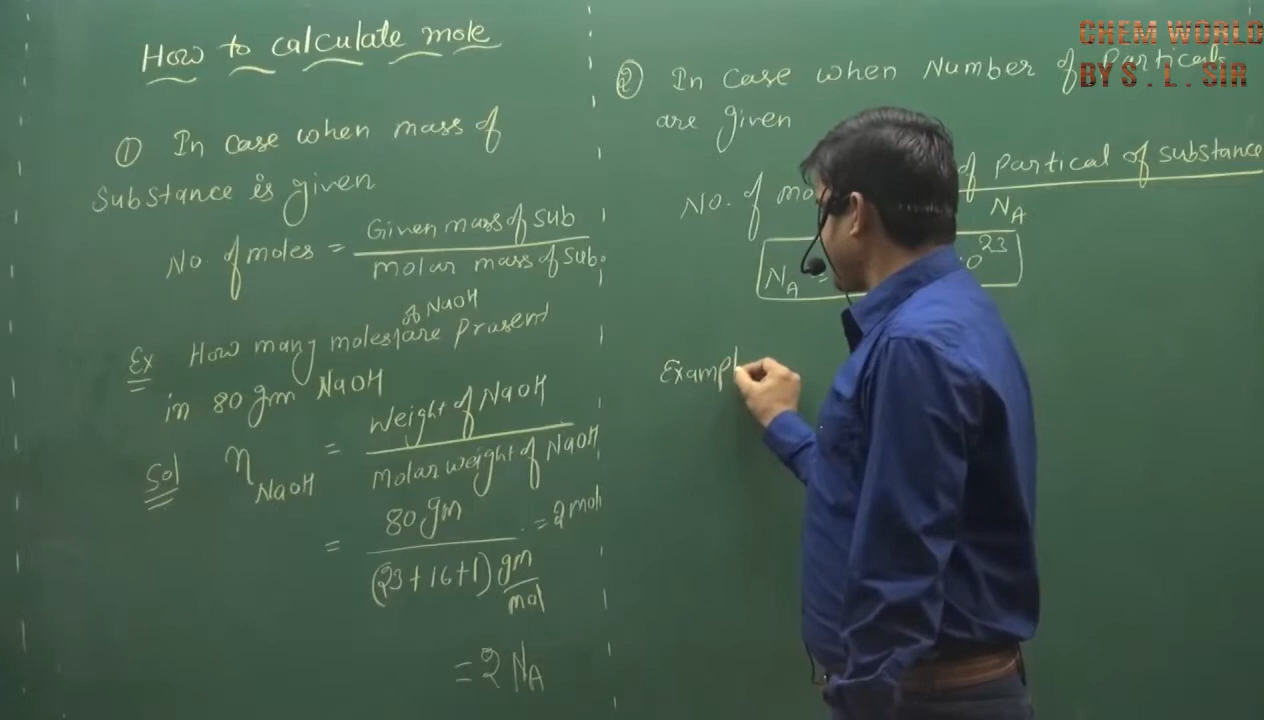 How to calculate mole
① In case when mass of
substance is given
No. of moles = Given mass of sub
molar mass of sub.
of NaOH
Ex How many moles are present
in 80 gm NaOH
Sol η NaOH = Weight of NaOH
Molar weight of NaOH
= 80 gm
(23+16+1) gm
mol
= 2 mol
= 2 NA
CHEM WORLD
BY S . L . SIR
② In case when Number of Particals
are given
No. of mo of Partical of substance
NA
NA = 0 23
Exampl